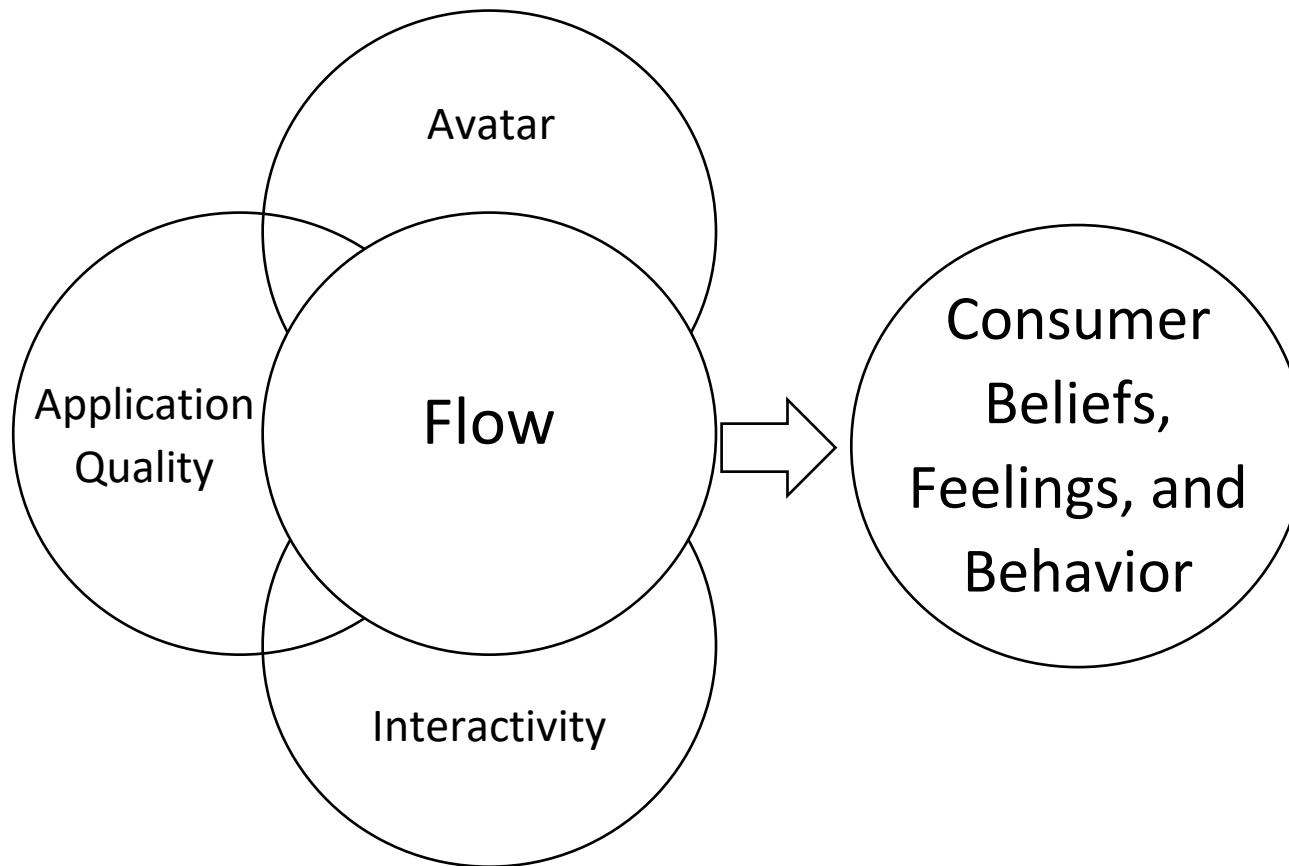 Avatar
Application
Quality
Flow
Interactivity
Consumer
Beliefs,
Feelings, and
Behavior